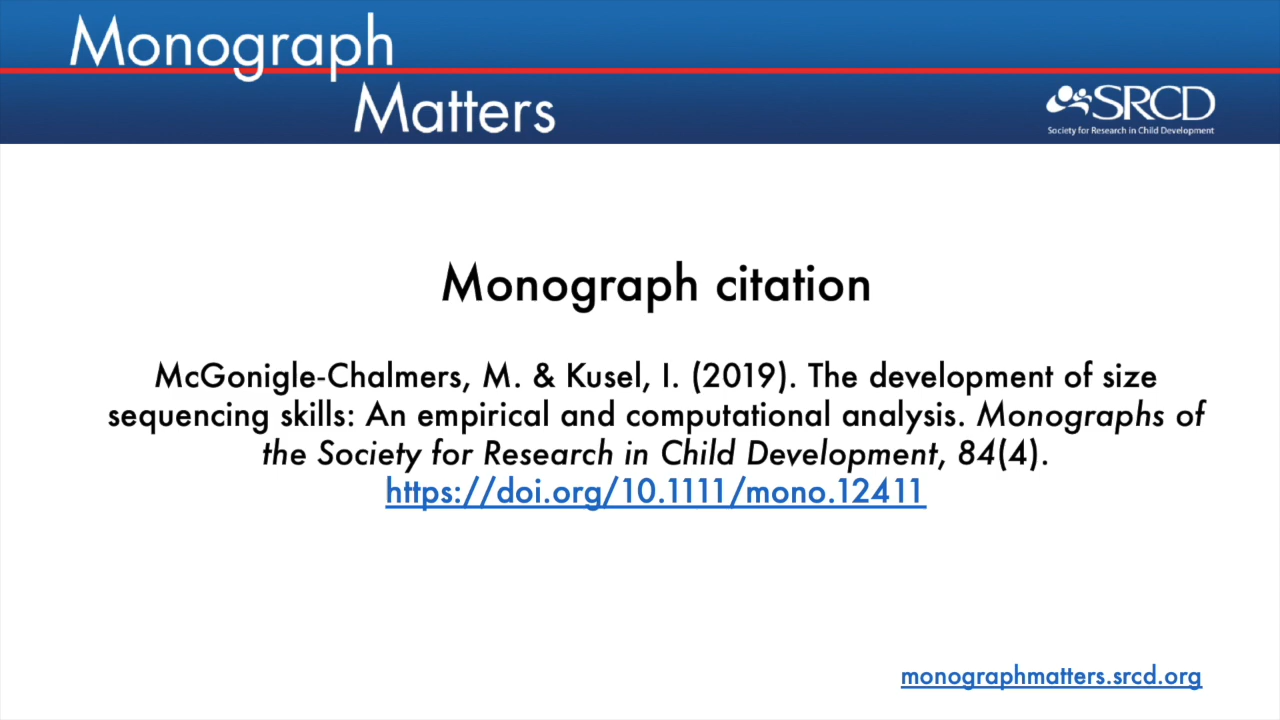 Monograph
Matters
SRCD
Society for Research in Child Development
Monograph citation
McGonigle-Chalmers, M. & Kusel, I. (2019). The development of size
sequencing skills: An empirical and computational analysis. Monographs of
the Society for Research in Child Development, 84(4).
https://doi.org/10.1111/mono.12411
monographmatters.srcd.org